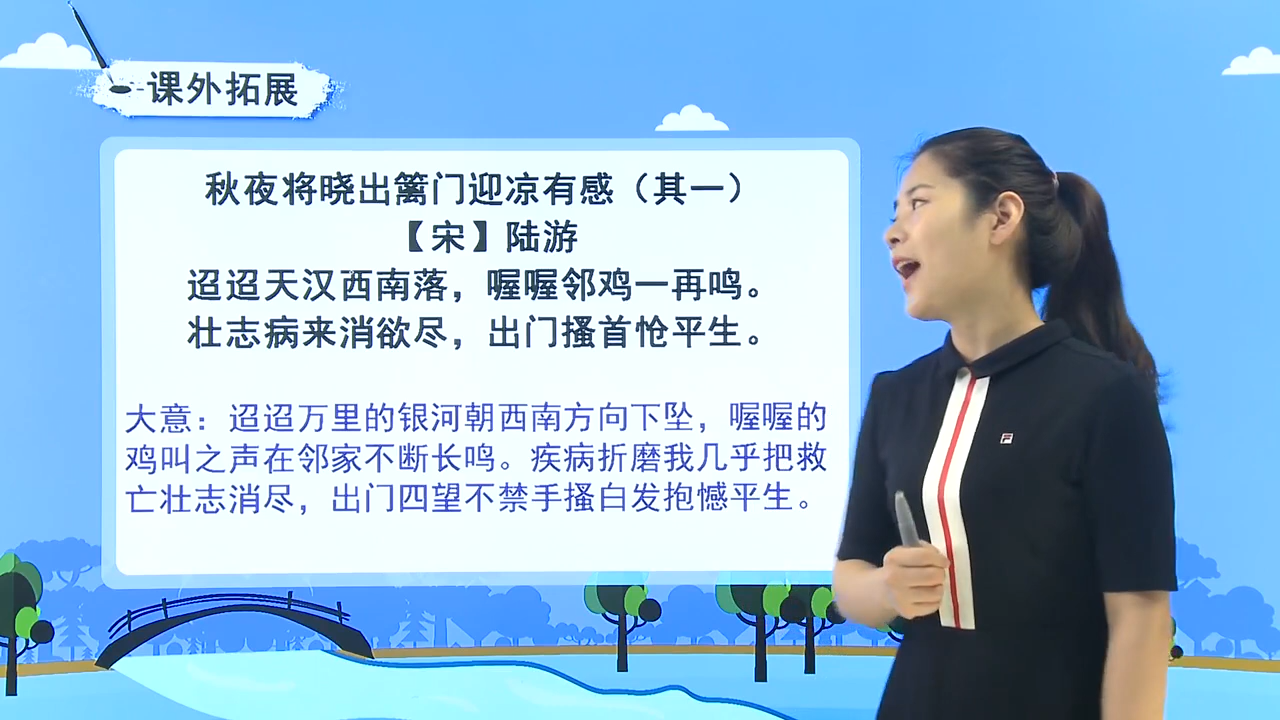 课外拓展
秋夜将晓出篱门迎凉有感（其一）
【宋】陆游
迢迢天汉西南落，喔喔邻鸡一再鸣。
壮志病来消欲尽，出门搔首怆平生。
大意：迢迢万里的银河朝西南方向下坠，喔喔的
鸡叫之声在邻家不断长鸣。疾病折磨我几乎把救
亡壮志消尽，出门四望不禁手搔白发抱憾平生。